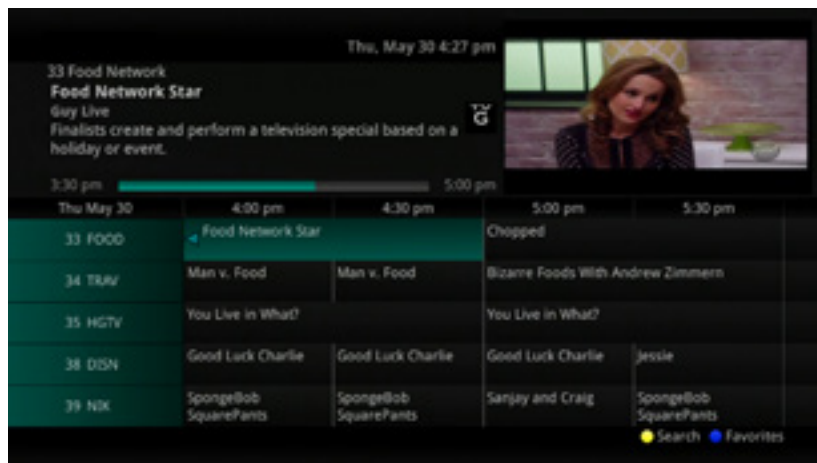 Thu, May 30 4:27 pm
33 Food Network
Food Network Star
Guy Live
Finalists create and perform a television special based on a
holiday or event.
TV
G
3:30 pm 5:00 pm
Thu May 30 4:00 pm 4:30 pm 5:00 pm 5:30 pm
33 FOOD Food Network Star Chopped
34 TRAV Man v. Food Man v. Food Bizarre Foods With Andrew Zimmern
35 HGTV You Live in What? You Live in What?
38 DISN Good Luck Charlie Good Luck Charlie Good Luck Charlie Jessie
39 NIK SpongeBob SpongeBob Sanjay and Craig SpongeBob
SquarePants SquarePants SquarePants
Search Favorites